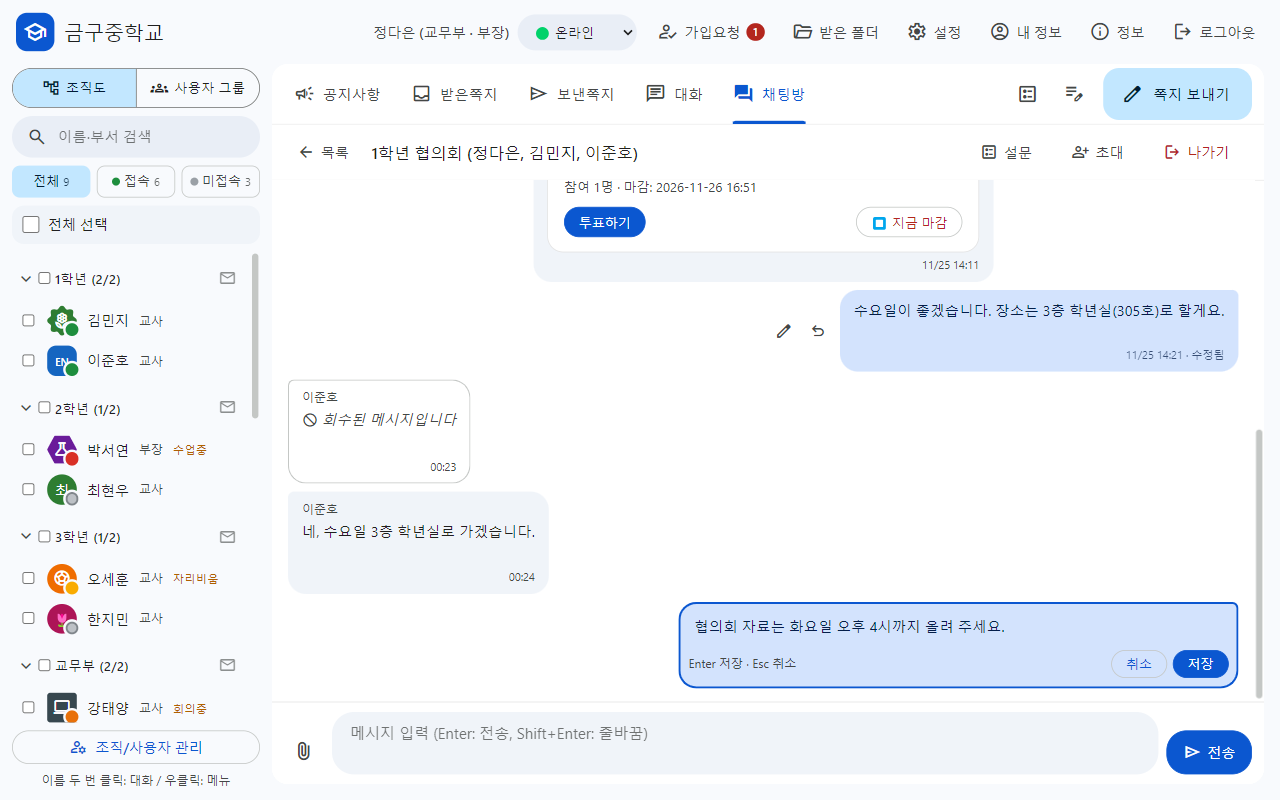 금구중학교
정다은 (교무부 · 부장)
온라인
가입요청 1
받은 폴더
설정
내 정보
정보
로그아웃
조직도
사용자 그룹
이름·부서 검색
전체 9
접속 6
미접속 3
전체 선택
1학년 (2/2)
김민지 교사
EN
이준호 교사
2학년 (1/2)
박서연 부장 수업중
최
최현우 교사
3학년 (1/2)
오세훈 교사 자리비움
한지민 교사
교무부 (2/2)
강태양 교사 회의중
조직/사용자 관리
이름 두 번 클릭: 대화 / 우클릭: 메뉴
공지사항
받은쪽지
보낸쪽지
대화
채팅방
쪽지 보내기
목록
1학년 협의회 (정다은, 김민지, 이준호)
설문
초대
나가기
참여 1명 · 마감: 2026-11-26 16:51
투표하기
지금 마감
11/25 14:11
수요일이 좋겠습니다. 장소는 3층 학년실(305호)로 할게요.
11/25 14:21 · 수정됨
이준호
회수된 메시지입니다
00:23
이준호
네, 수요일 3층 학년실로 가겠습니다.
00:24
협의회 자료는 화요일 오후 4시까지 올려 주세요.
Enter 저장 · Esc 취소
취소
저장
메시지 입력 (Enter: 전송, Shift+Enter: 줄바꿈)
전송